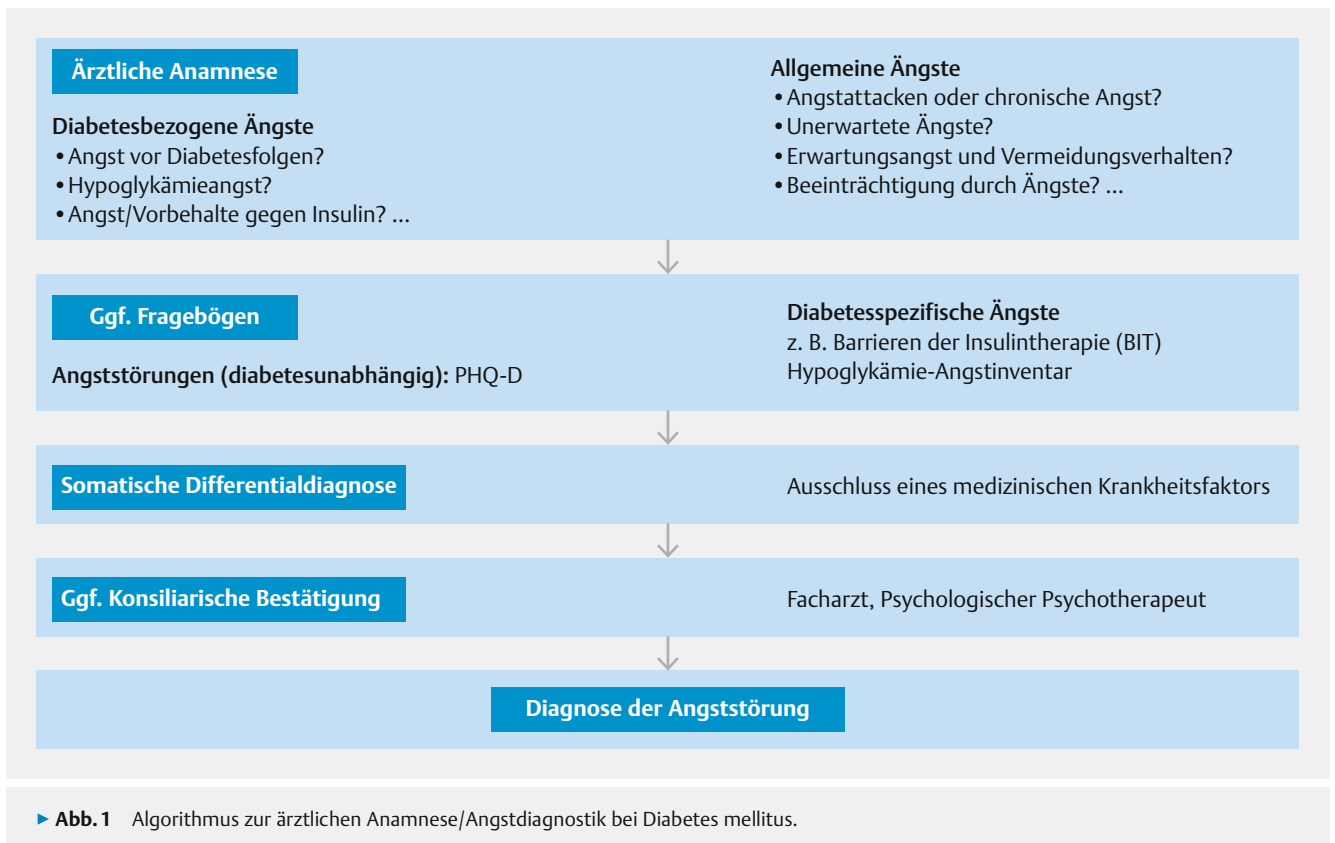 Ärztliche Anamnese
Diabetesbezogene Ängste
• Angst vor Diabetesfolgen?
• Hypoglykämieangst?
• Angst/Vorbehalte gegen Insulin? ...
Allgemeine Ängste
• Angstattacken oder chronische Angst?
• Unerwartete Ängste?
• Erwartungsangst und Vermeidungsverhalten?
• Beeinträchtigung durch Ängste? ...
Ggf. Fragebögen
Angststörungen (diabetesunabhängig): PHQ-D
Diabetesspezifische Ängste
z. B. Barrieren der Insulintherapie (BIT)
Hypoglykämie-Angstinventar
Somatische Differentialdiagnose
Ausschluss eines medizinischen Krankheitsfaktors
Ggf. Konsiliarische Bestätigung
Facharzt, Psychologischer Psychotherapeut
Diagnose der Angststörung
▶ Abb. 1 Algorithmus zur ärztlichen Anamnese/Angstdiagnostik bei Diabetes mellitus.